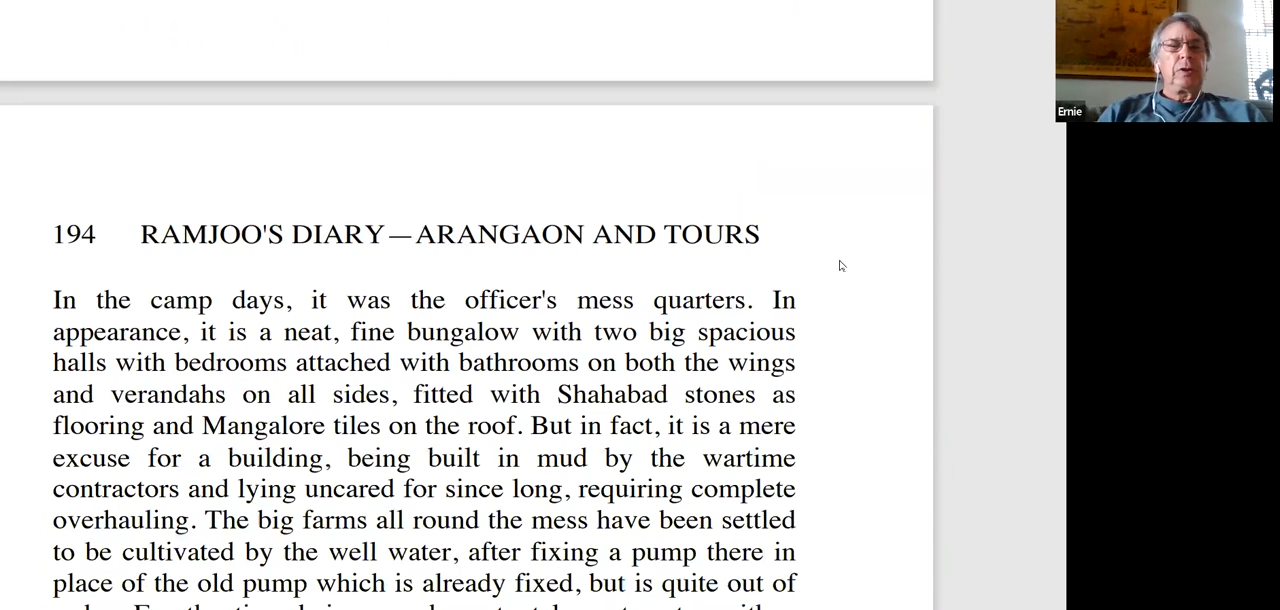 194 RAMJOO'S DIARY—ARANGAON AND TOURS
In the camp days, it was the officer's mess quarters. In
appearance, it is a neat, fine bungalow with two big spacious
halls with bedrooms attached with bathrooms on both the wings
and verandahs on all sides, fitted with Shahabad stones as
flooring and Mangalore tiles on the roof. But in fact, it is a mere
excuse for a building, being built in mud by the wartime
contractors and lying uncared for since long, requiring complete
overhauling. The big farms all round the mess have been settled
to be cultivated by the well water, after fixing a pump there in
place of the old pump which is already fixed, but is quite out of
Ernie